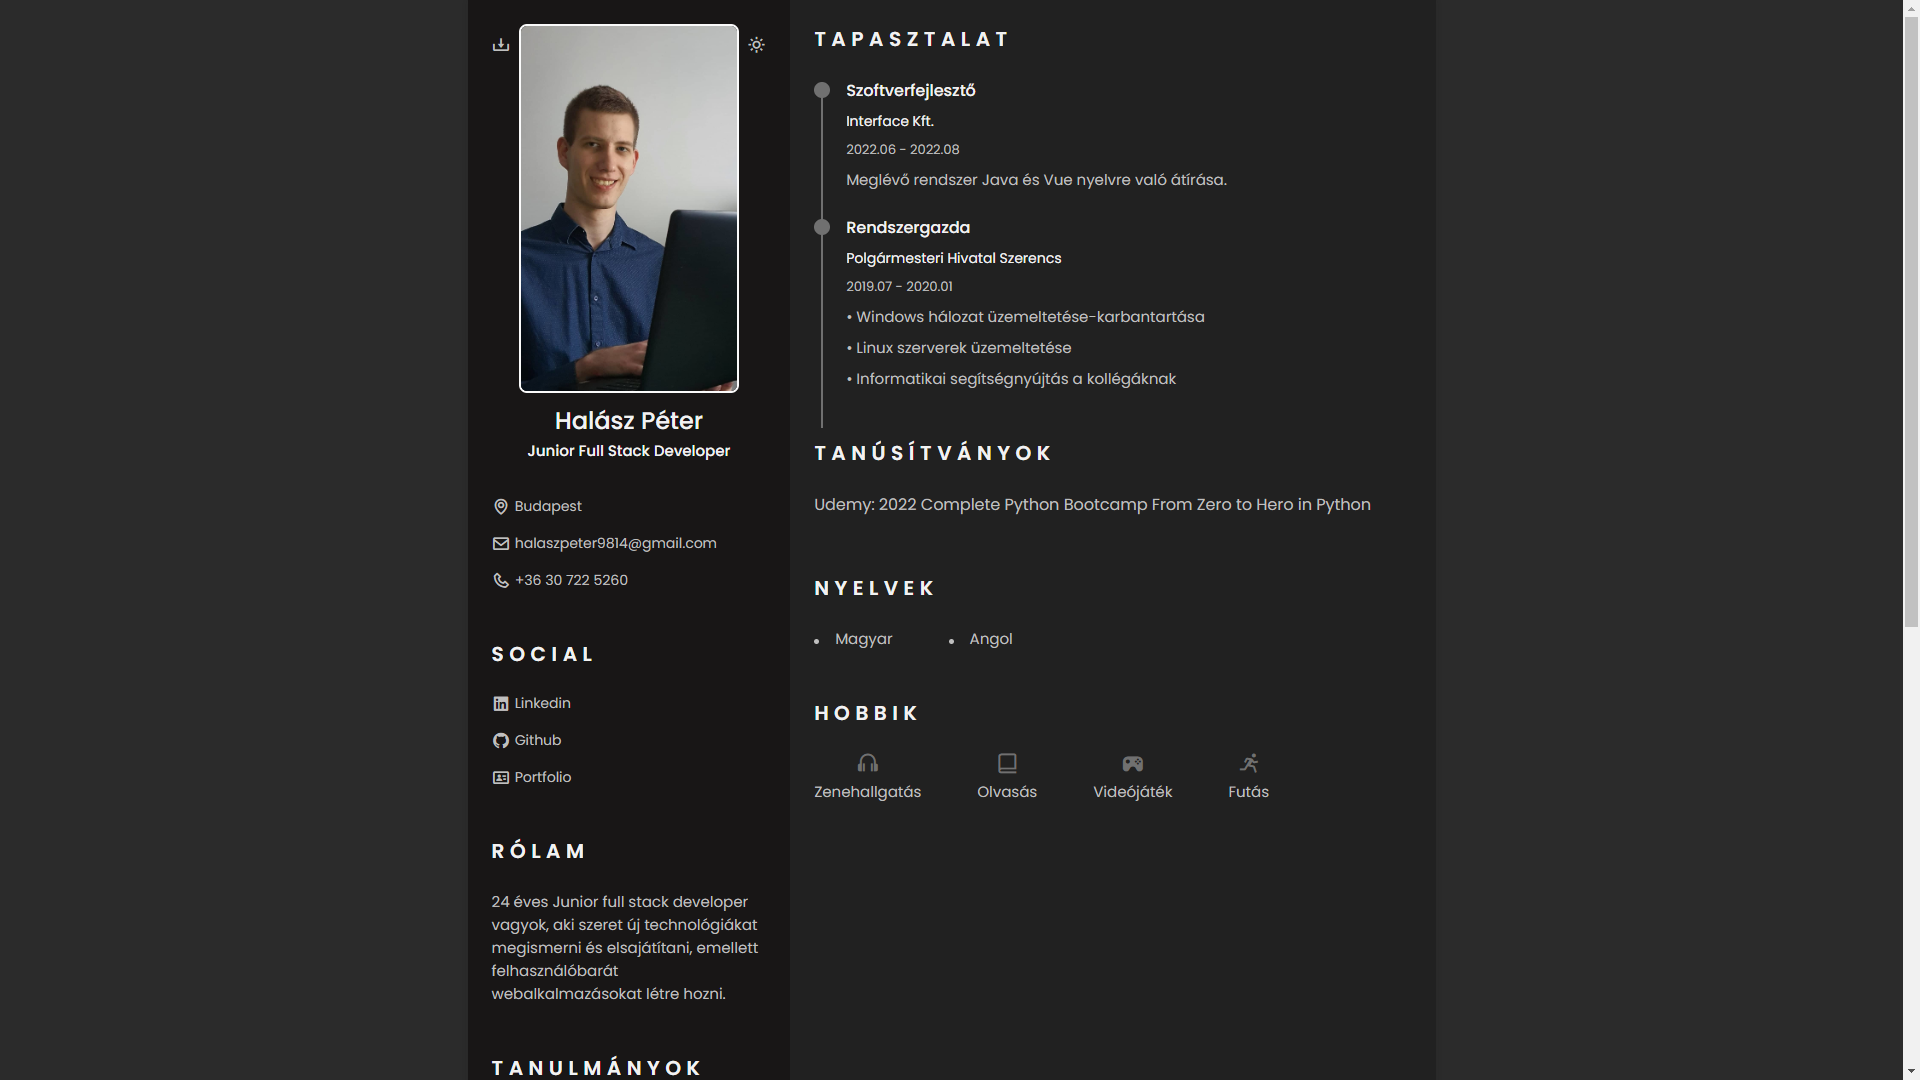 Halász Péter
Junior Full Stack Developer
Budapest
halaszpeter9814@gmail.com
+36 30 722 5260
SOCIAL
Linkedin
Github
Portfolio
RÓLAM
24 éves Junior full stack developer
vagyok, aki szeret új technológiákat
megismerni és elsajátítani, emellett
felhasználóbarát
webalkalmazásokat létre hozni.
TANULMÁNYOK
TAPASZTALAT
Szoftverfejlesztő
Interface Kft.
2022.06 - 2022.08
Meglévő rendszer Java és Vue nyelvre való átírása.
Rendszergazda
Polgármesteri Hivatal Szerencs
2019.07 - 2020.01
• Windows hálozat üzemeltetése-karbantartása
• Linux szerverek üzemeltetése
• Informatikai segítségnyújtás a kollégáknak
TANÚSÍTVÁNYOK
Udemy: 2022 Complete Python Bootcamp From Zero to Hero in Python
NYELVEK
• Magyar • Angol
HOBBIK
Zenehallgatás Olvasás Videójáték Futás